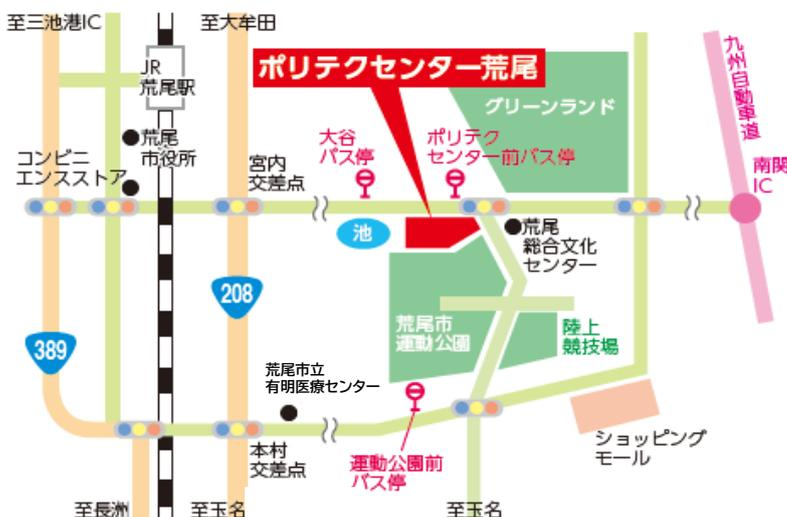 至三池港IC
至大牟田
ポリテクセンター荒尾
JR
荒尾駅
グリーンランド
九州自動車道
荒尾
市役所
大谷
バス停
ポリテク
センター前バス停
コンビニ
エンスストア
宮内
交差点
南関
IC
池
荒尾
総合文化
センター
208
389
荒尾市
運動公園
陸上
競技場
荒尾市立
有明医療センター
ショッピング
モール
本村
交差点
運動公園前
バス停
至長洲
至玉名
至玉名